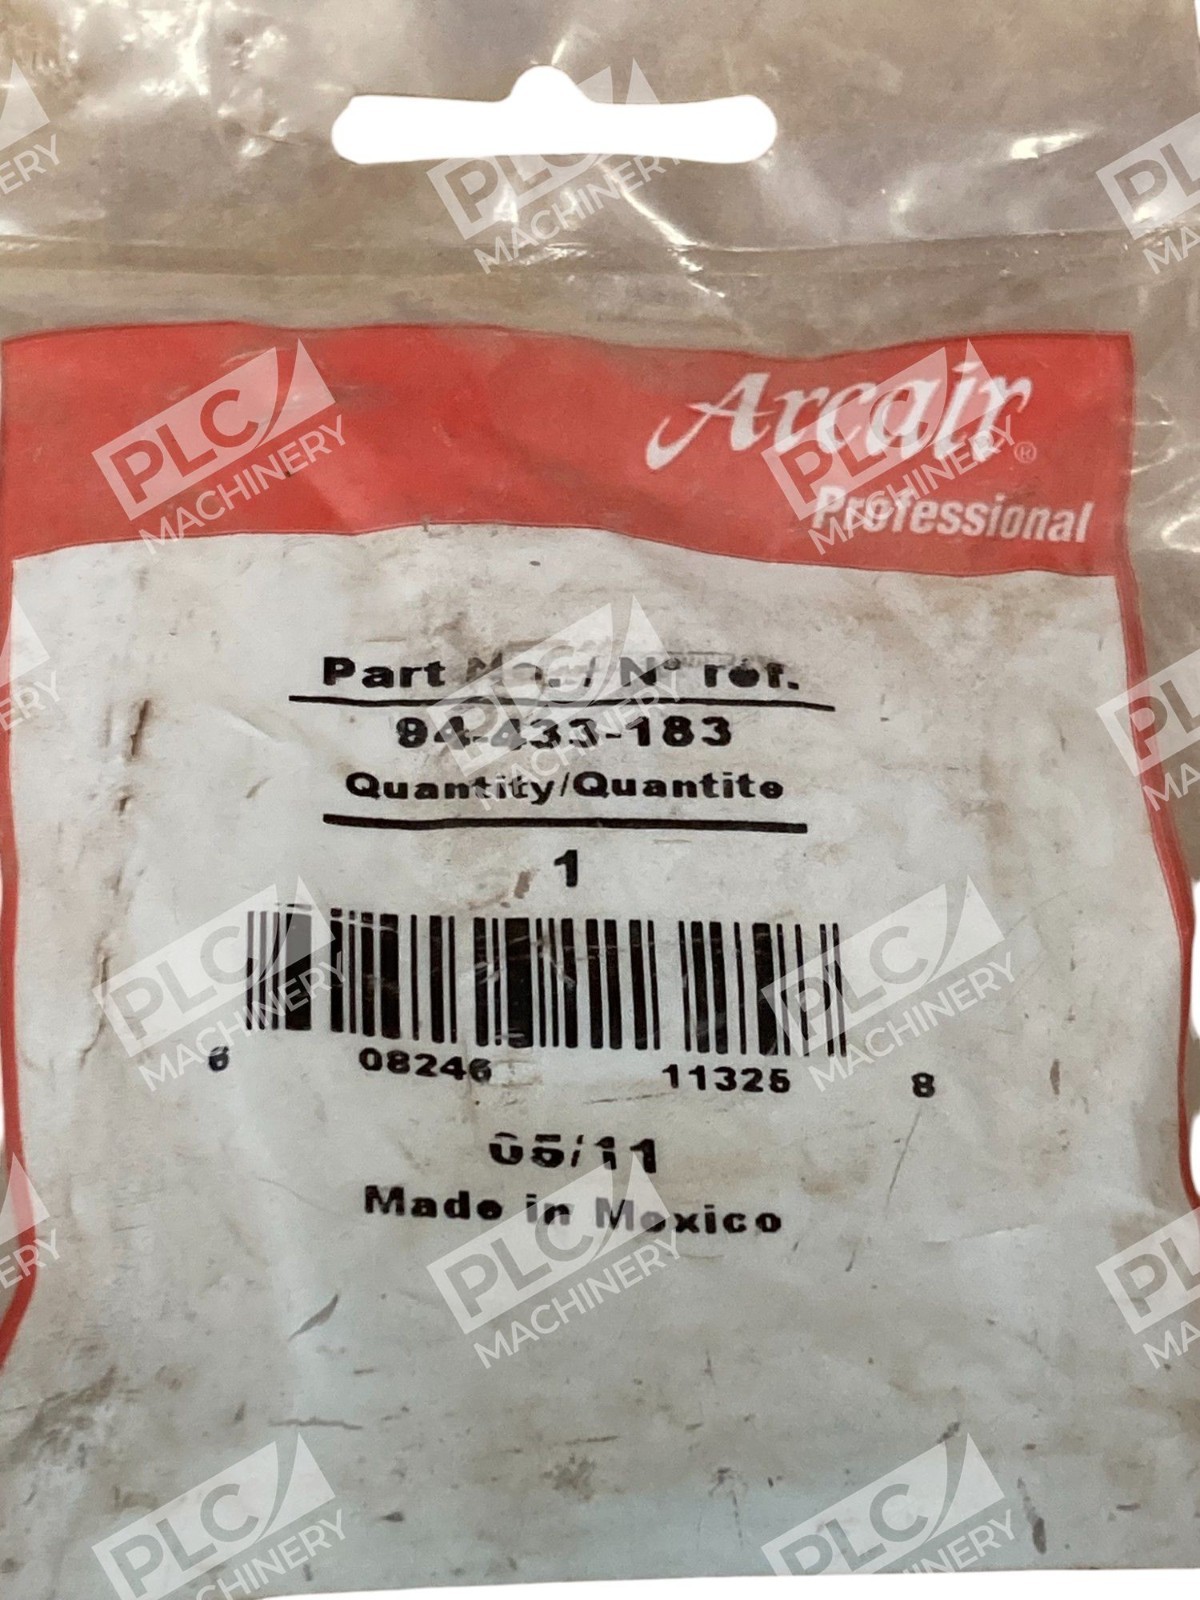 Arcair®
Professional
Part No. / N° réf.
94-433-183
Quantity/Quantite
1
6 08246 11325 8
05/11
Made in Mexico
PLC MACHINERY